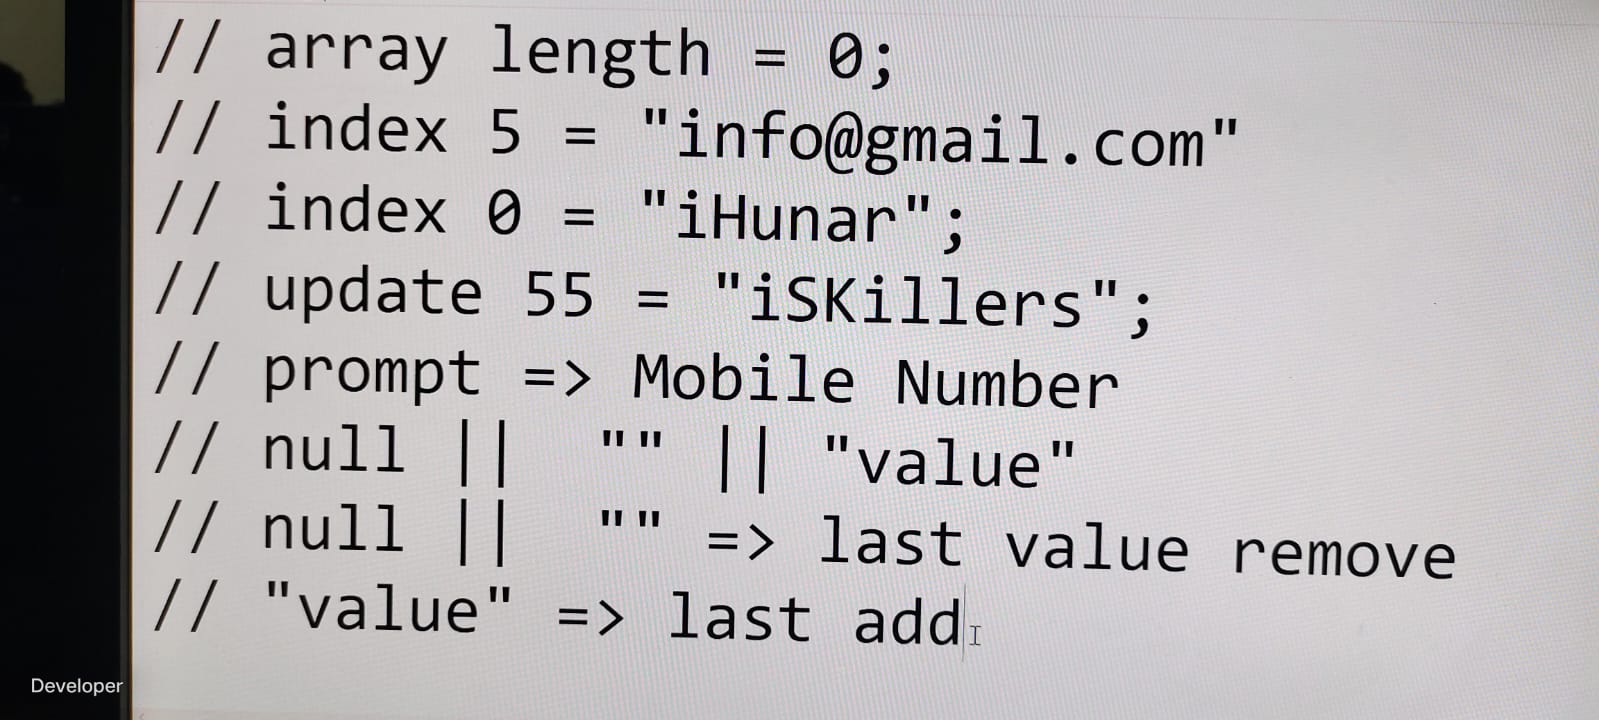 // array length = 0;
// index 5 = "info@gmail.com"
// index 0 = "iHunar";
// update 55 = "iSKillers";
// prompt => Mobile Number
// null ||  "" || "value"
// null ||  "" => last value remove
// "value" => last add
Developer